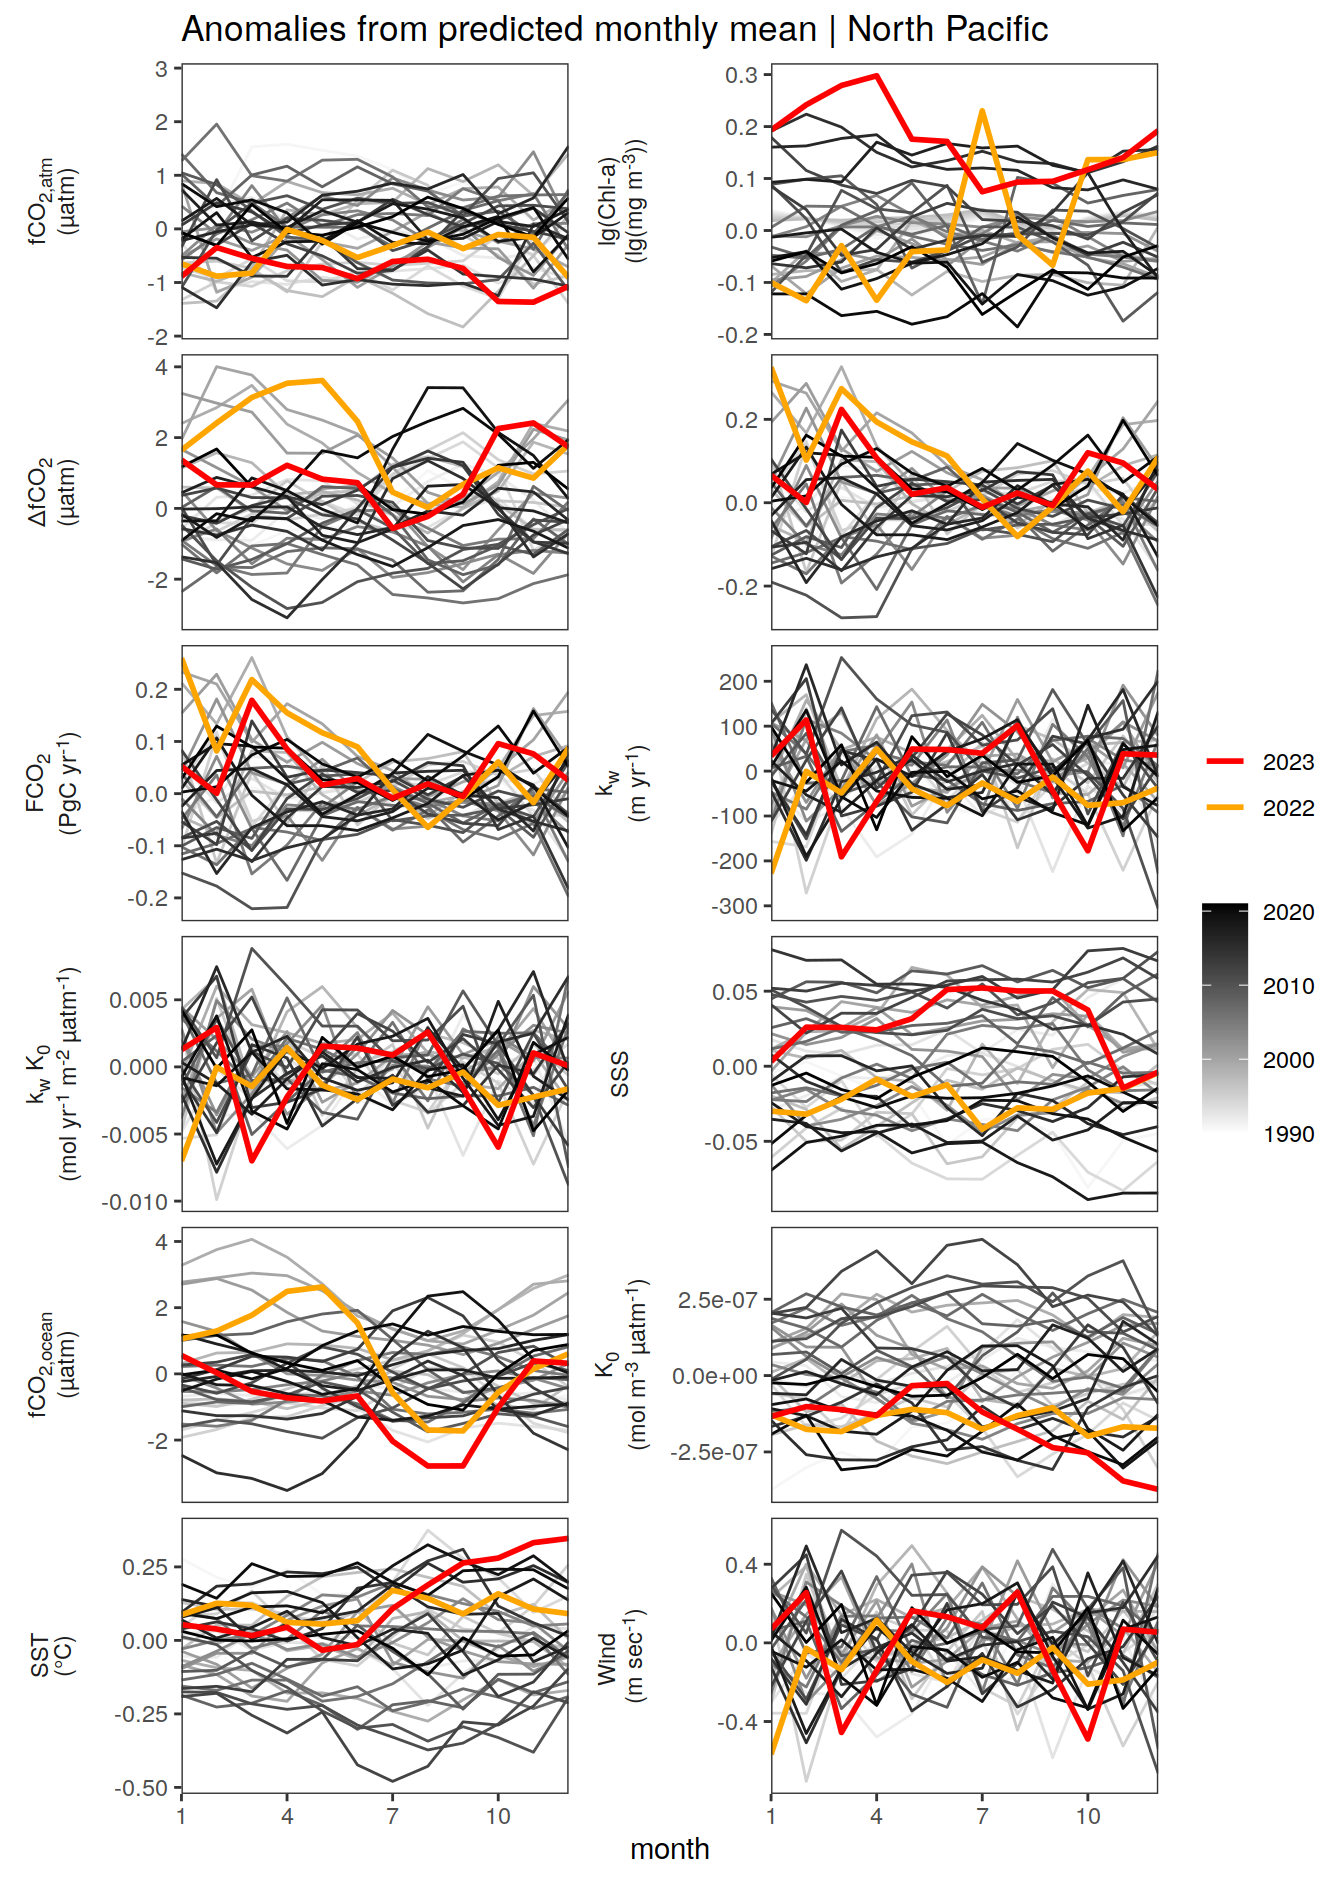 Anomalies from predicted monthly mean | North Pacific
fCO2,atm
(µatm)
3
2
1
0
-1
-2
lg(Chl-a)
(lg(mg m-3))
0.3
0.2
0.1
0.0
-0.1
-0.2
ΔfCO2
(µatm)
4
2
0
-2
0.2
0.0
-0.2
FCO2
(PgC yr-1)
0.2
0.1
0.0
-0.1
-0.2
kw
(m yr-1)
200
100
0
-100
-200
-300
kw K0
(mol yr-1 m-2 µatm-1)
0.005
0.000
-0.005
-0.010
SSS
0.05
0.00
-0.05
fCO2,ocean
(µatm)
4
2
0
-2
K0
(mol m-3 µatm-1)
2.5e-07
0.0e+00
-2.5e-07
SST
(°C)
0.25
0.00
-0.25
-0.50
Wind
(m sec-1)
0.4
0.0
-0.4
1 4 7 10
1 4 7 10
month
2023
2022
2020
2010
2000
1990